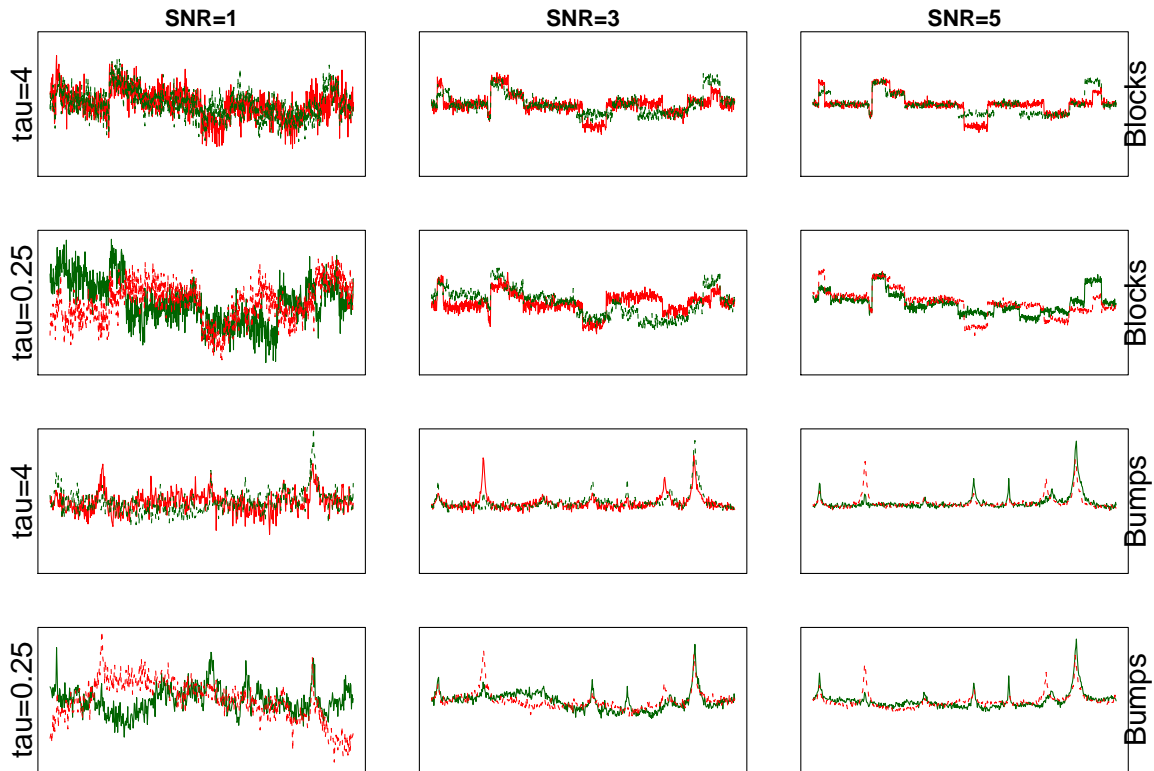 SNR=1
SNR=3
SNR=5
tau=4
Blocks
tau=0.25
Blocks
tau=4
Bumps
tau=0.25
Bumps